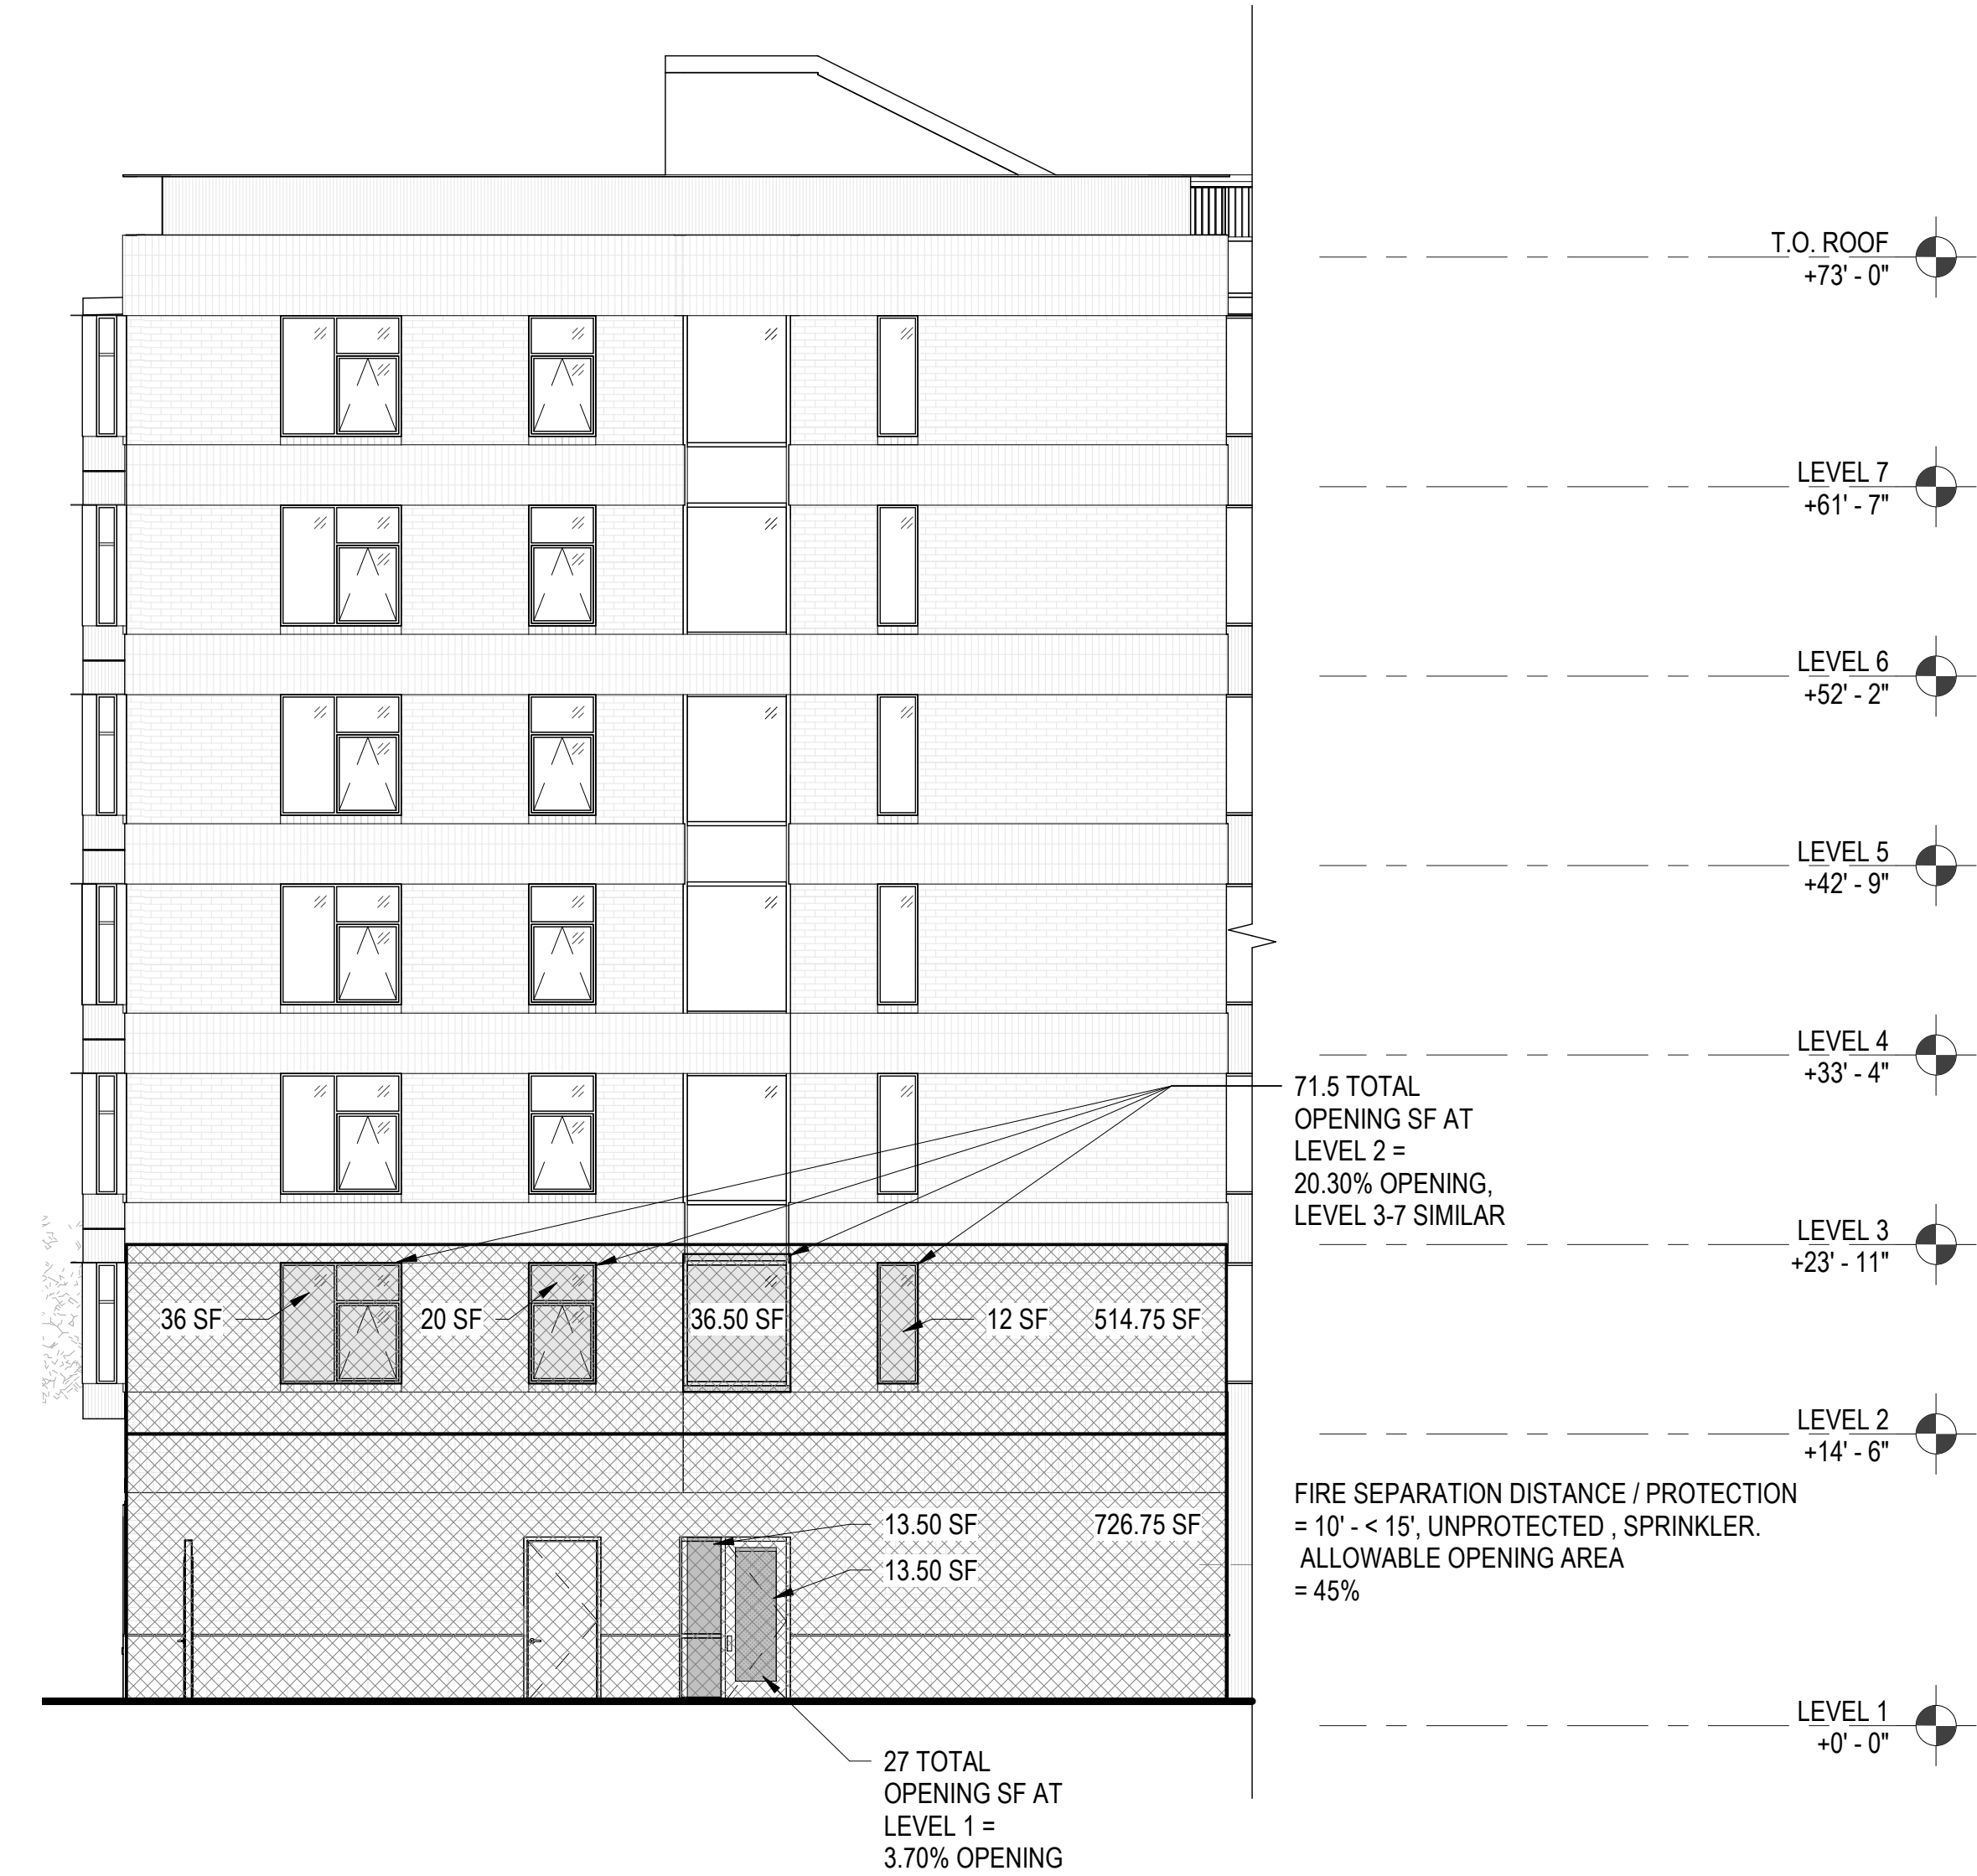 T.O. ROOF
+73' - 0"
LEVEL 7
+61' - 7"
LEVEL 6
+52' - 2"
LEVEL 5
+42' - 9"
LEVEL 4
+33' - 4"
71.5 TOTAL
OPENING SF AT
LEVEL 2 =
20.30% OPENING,
LEVEL 3-7 SIMILAR
LEVEL 3
+23' - 11"
36 SF
20 SF
36.50 SF
12 SF
514.75 SF
LEVEL 2
+14' - 6"
FIRE SEPARATION DISTANCE / PROTECTION
= 10' - < 15', UNPROTECTED , SPRINKLER.
ALLOWABLE OPENING AREA
= 45%
13.50 SF
726.75 SF
13.50 SF
LEVEL 1
+0' - 0"
27 TOTAL
OPENING SF AT
LEVEL 1 =
3.70% OPENING